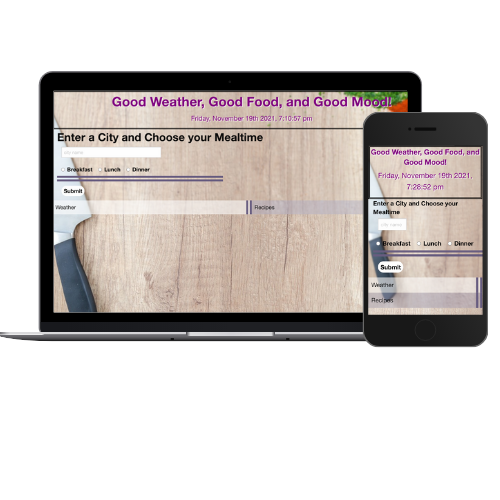 Good Weather, Good Food, and Good Mood!
Friday, November 19th 2021, 7:10:57 pm
Enter a City and Choose your Mealtime
city name
Breakfast Lunch Dinner
Submit
Weather Recipes
Good Weather, Good Food, and
Good Mood!
Friday, November 19th 2021,
7:26:52 pm
Enter a City and Choose your
Mealtime
city name
Breakfast Lunch Dinner
Submit
Weather
Recipes